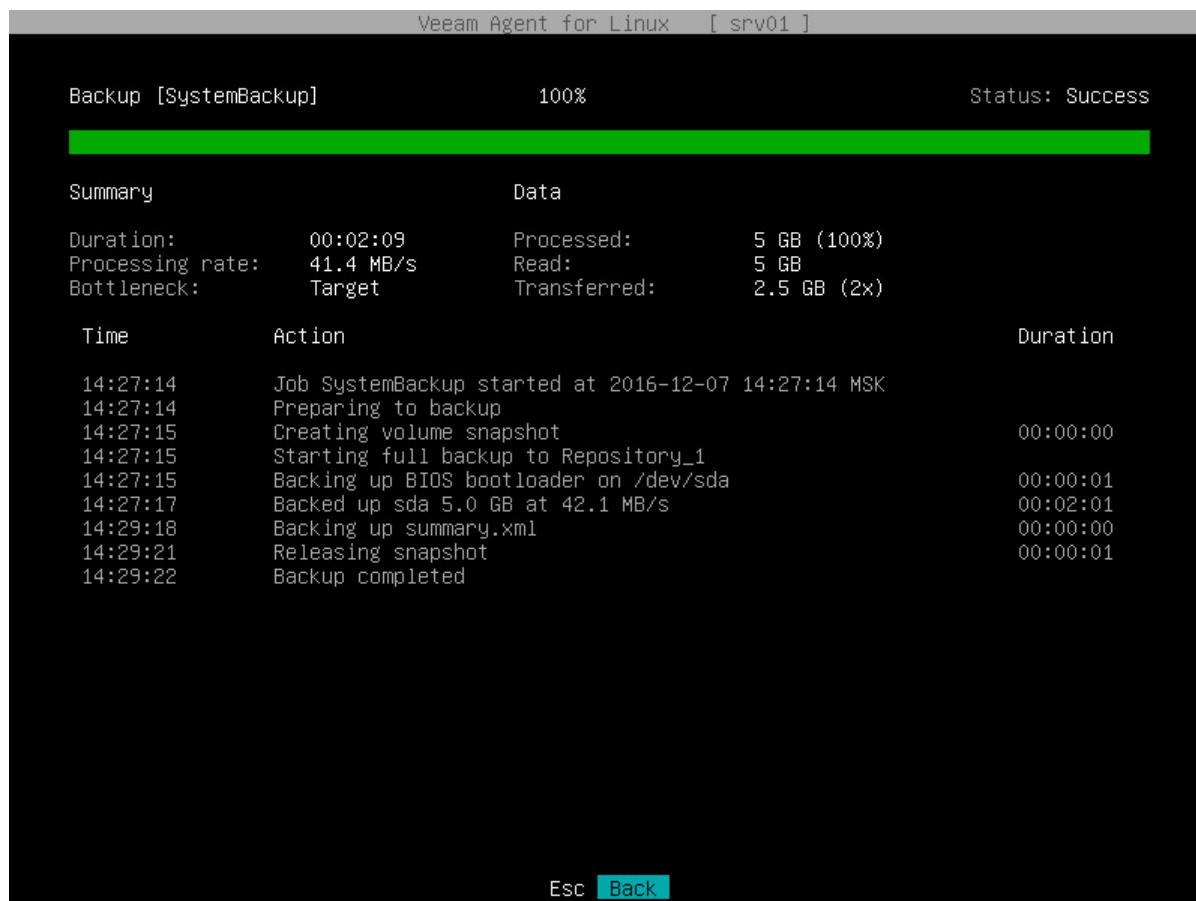 Veeam Agent for Linux [ srv01 ]
Backup [SystemBackup] 100% Status: Success
Summary Data
Duration: 00:02:09 Processed: 5 GB (100%)
Processing rate: 41.4 MB/s Read: 5 GB
Bottleneck: Target Transferred: 2.5 GB (2x)
Time Action Duration
14:27:14 Job SystemBackup started at 2016-12-07 14:27:14 MSK
14:27:14 Preparing to backup
14:27:15 Creating volume snapshot 00:00:00
14:27:15 Starting full backup to Repository_1
14:27:15 Backing up BIOS bootloader on /dev/sda 00:00:01
14:27:17 Backed up sda 5.0 GB at 42.1 MB/s 00:02:01
14:29:18 Backing up summary.xml 00:00:00
14:29:21 Releasing snapshot 00:00:01
14:29:22 Backup completed
Esc Back